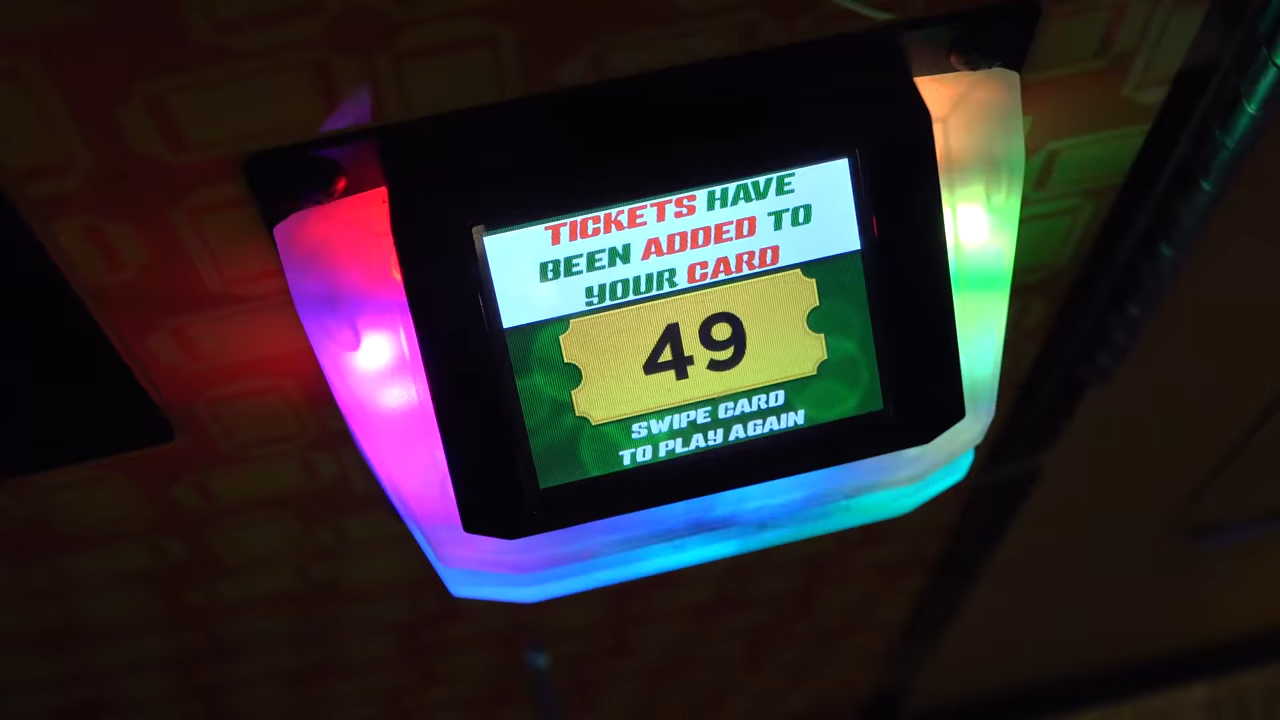 TICKETS HAVE
BEEN ADDED TO
YOUR CARD
49
SWIPE CARD
TO PLAY AGAIN